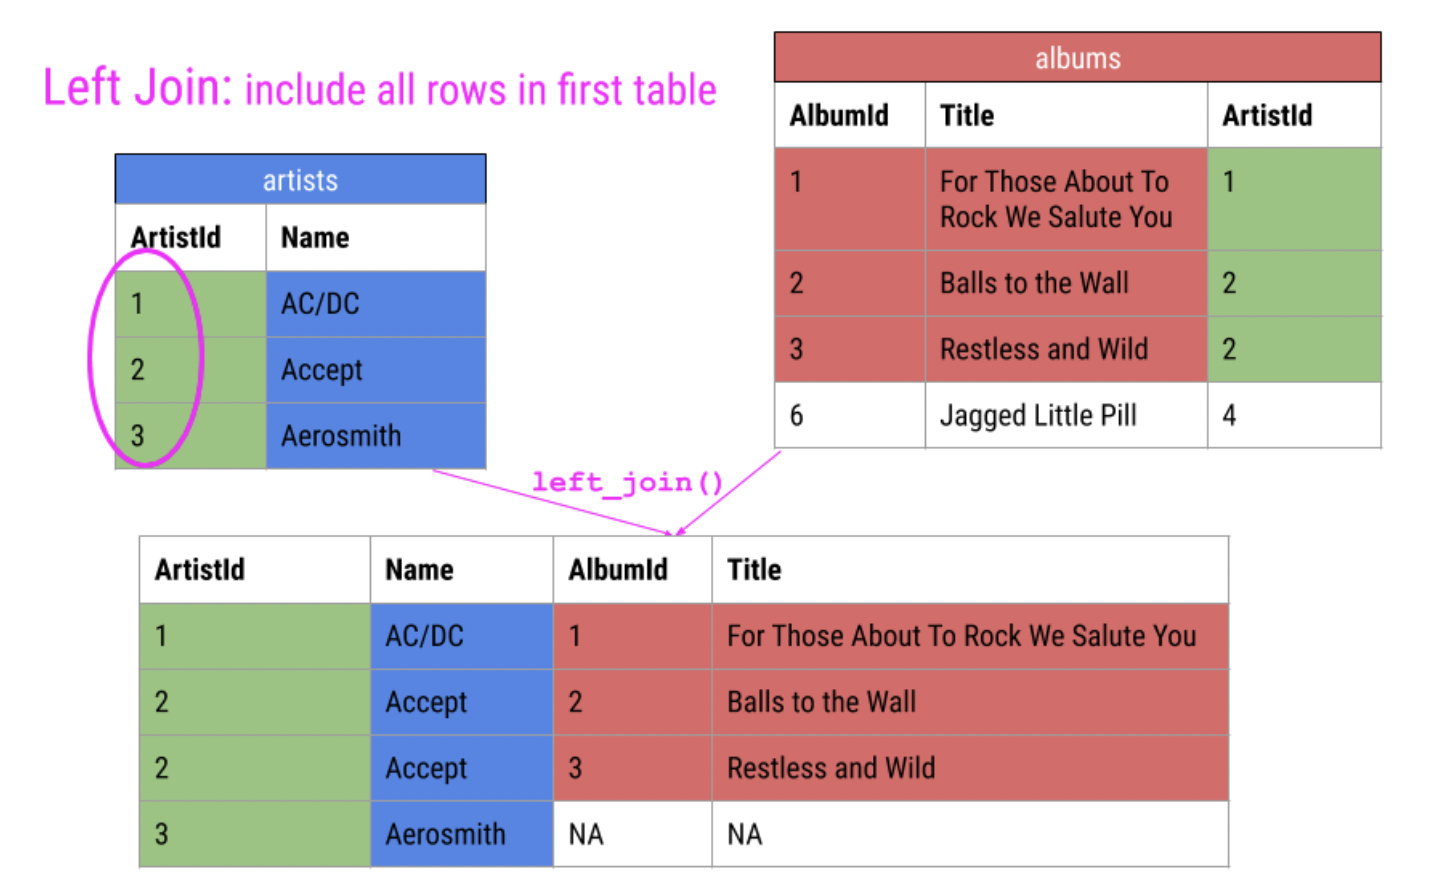 Left Join: include all rows in first table
artists
ArtistId Name
1 AC/DC
2 Accept
3 Aerosmith
albums
AlbumId Title ArtistId
1 For Those About To 1
Rock We Salute You
2 Balls to the Wall 2
3 Restless and Wild 2
6 Jagged Little Pill 4
left_join()
ArtistId Name AlbumId Title
1 AC/DC 1 For Those About To Rock We Salute You
2 Accept 2 Balls to the Wall
2 Accept 3 Restless and Wild
3 Aerosmith NA NA